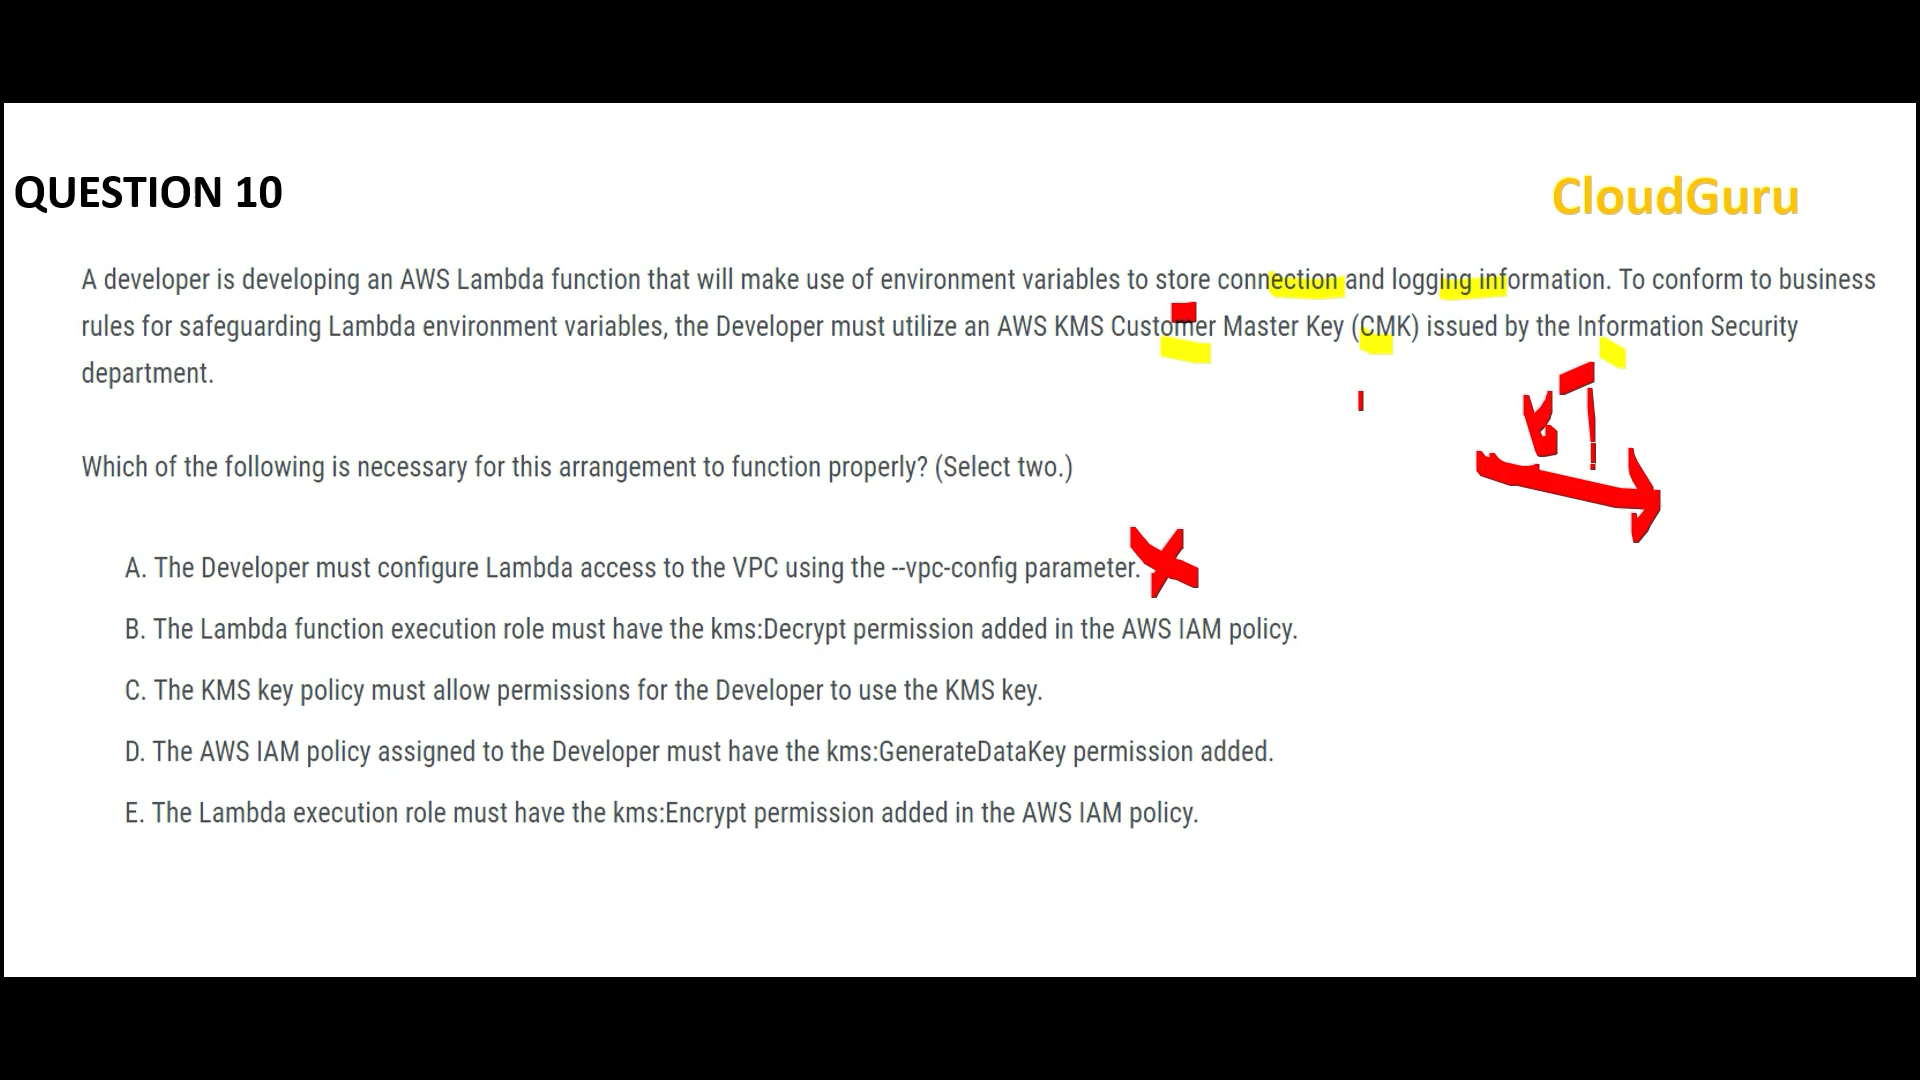 QUESTION 10
CloudGuru
A developer is developing an AWS Lambda function that will make use of environment variables to store connection and logging information. To conform to business
rules for safeguarding Lambda environment variables, the Developer must utilize an AWS KMS Customer Master Key (CMK) issued by the Information Security
department.
Which of the following is necessary for this arrangement to function properly? (Select two.)
A. The Developer must configure Lambda access to the VPC using the --vpc-config parameter.
B. The Lambda function execution role must have the kms:Decrypt permission added in the AWS IAM policy.
C. The KMS key policy must allow permissions for the Developer to use the KMS key.
D. The AWS IAM policy assigned to the Developer must have the kms:GenerateDataKey permission added.
E. The Lambda execution role must have the kms:Encrypt permission added in the AWS IAM policy.